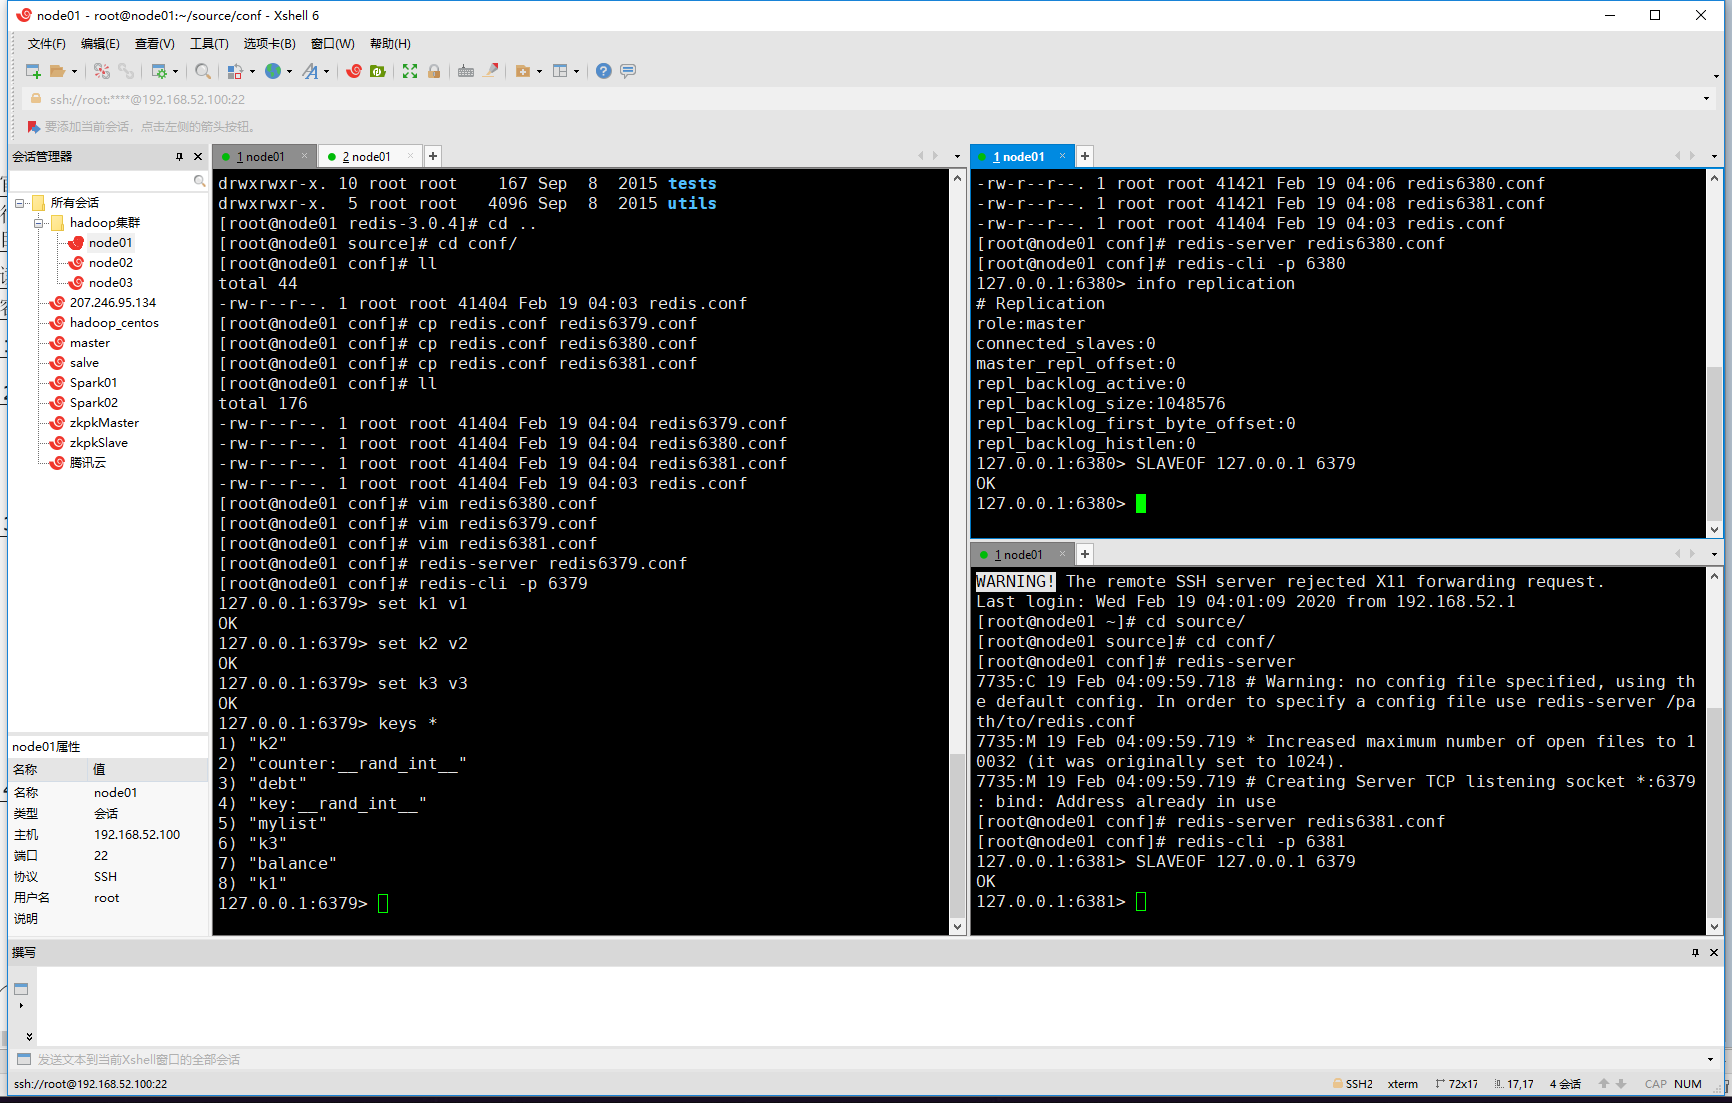 node01 - root@node01:~/source/conf - Xshell 6
文件(F) 编辑(E) 查看(V) 工具(T) 选项卡(B) 窗口(W) 帮助(H)
ssh://root:****@192.168.52.100:22
要添加当前会话，点击左侧的箭头按钮。
会话管理器
所有会话
hadoop集群
node01
node02
node03
207.246.95.134
hadoop_centos
master
salve
Spark01
Spark02
zkpkMaster
zkpkSlave
腾讯云
node01属性
名称 值
名称 node01
类型 会话
主机 192.168.52.100
端口 22
协议 SSH
用户名 root
说明
1 node01 2 node01
drwxrwxr-x. 10 root root    167 Sep  8  2015 tests
drwxrwxr-x.  5 root root   4096 Sep  8  2015 utils
[root@node01 redis-3.0.4]# cd ..
[root@node01 source]# cd conf/
[root@node01 conf]# ll
total 44
-rw-r--r--. 1 root root 41404 Feb 19 04:03 redis.conf
[root@node01 conf]# cp redis.conf redis6379.conf
[root@node01 conf]# cp redis.conf redis6380.conf
[root@node01 conf]# cp redis.conf redis6381.conf
[root@node01 conf]# ll
total 176
-rw-r--r--. 1 root root 41404 Feb 19 04:04 redis6379.conf
-rw-r--r--. 1 root root 41404 Feb 19 04:04 redis6380.conf
-rw-r--r--. 1 root root 41404 Feb 19 04:04 redis6381.conf
-rw-r--r--. 1 root root 41404 Feb 19 04:03 redis.conf
[root@node01 conf]# vim redis6380.conf
[root@node01 conf]# vim redis6379.conf
[root@node01 conf]# vim redis6381.conf
[root@node01 conf]# redis-server redis6379.conf
[root@node01 conf]# redis-cli -p 6379
127.0.0.1:6379> set k1 v1
OK
127.0.0.1:6379> set k2 v2
OK
127.0.0.1:6379> set k3 v3
OK
127.0.0.1:6379> keys *
1) "k2"
2) "counter:__rand_int__"
3) "debt"
4) "key:__rand_int__"
5) "mylist"
6) "k3"
7) "balance"
8) "k1"
127.0.0.1:6379>
1 node01
-rw-r--r--. 1 root root 41421 Feb 19 04:06 redis6380.conf
-rw-r--r--. 1 root root 41421 Feb 19 04:08 redis6381.conf
-rw-r--r--. 1 root root 41404 Feb 19 04:03 redis.conf
[root@node01 conf]# redis-server redis6380.conf
[root@node01 conf]# redis-cli -p 6380
127.0.0.1:6380> info replication
# Replication
role:master
connected_slaves:0
master_repl_offset:0
repl_backlog_active:0
repl_backlog_size:1048576
repl_backlog_first_byte_offset:0
repl_backlog_histlen:0
127.0.0.1:6380> SLAVEOF 127.0.0.1 6379
OK
127.0.0.1:6380>
1 node01
WARNING! The remote SSH server rejected X11 forwarding request.
Last login: Wed Feb 19 04:01:09 2020 from 192.168.52.1
[root@node01 ~]# cd source/
[root@node01 source]# cd conf/
[root@node01 conf]# redis-server
7735:C 19 Feb 04:09:59.718 # Warning: no config file specified, using th
e default config. In order to specify a config file use redis-server /pa
th/to/redis.conf
7735:M 19 Feb 04:09:59.719 * Increased maximum number of open files to 1
0032 (it was originally set to 1024).
7735:M 19 Feb 04:09:59.719 # Creating Server TCP listening socket *:6379
: bind: Address already in use
[root@node01 conf]# redis-server redis6381.conf
[root@node01 conf]# redis-cli -p 6381
127.0.0.1:6381> SLAVEOF 127.0.0.1 6379
OK
127.0.0.1:6381>
撰写
发送文本到当前Xshell窗口的全部会话
ssh://root@192.168.52.100:22 SSH2 xterm 72x17 17,17 4 会话 CAP NUM